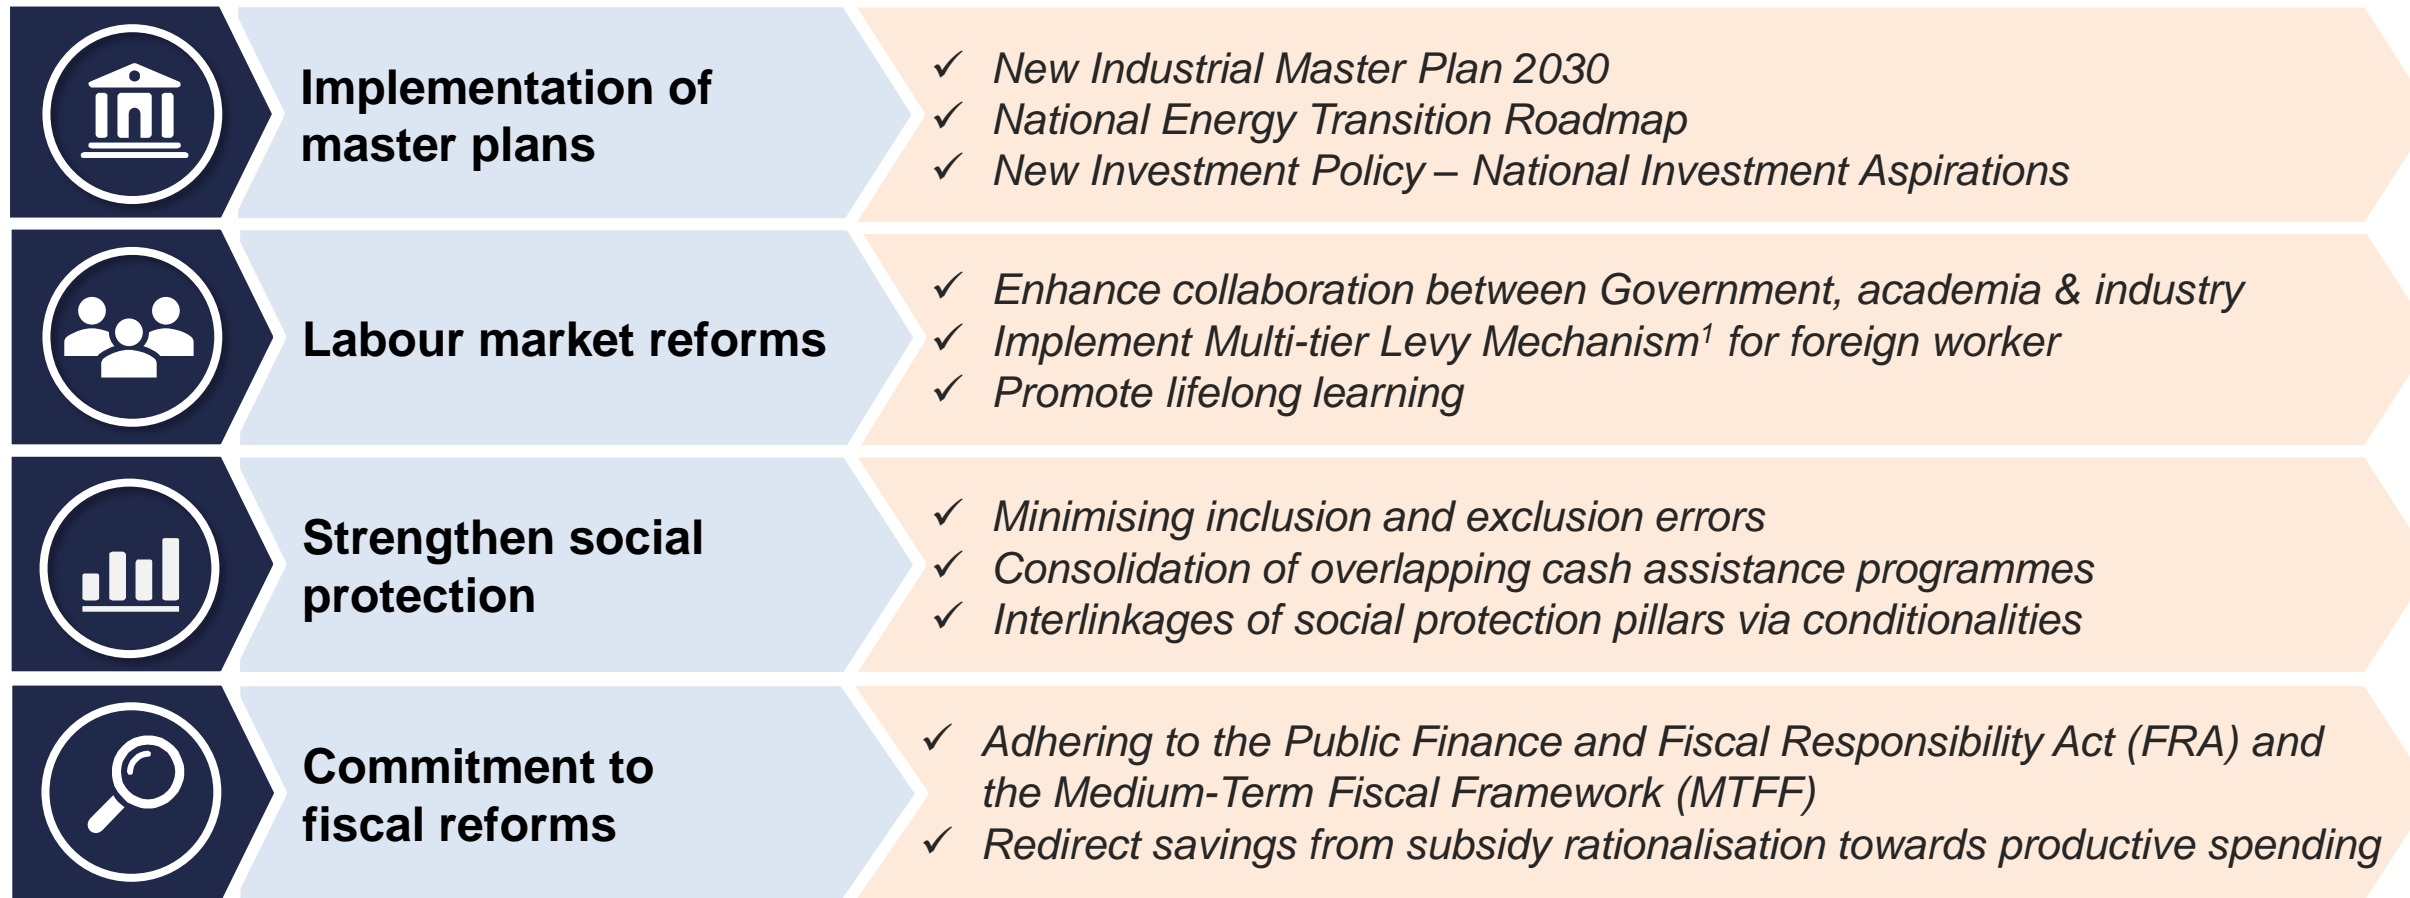 Implementation of
master plans
✓ New Industrial Master Plan 2030
✓ National Energy Transition Roadmap
✓ New Investment Policy – National Investment Aspirations
Labour market reforms
✓ Enhance collaboration between Government, academia & industry
✓ Implement Multi-tier Levy Mechanism¹ for foreign worker
✓ Promote lifelong learning
Strengthen social
protection
✓ Minimising inclusion and exclusion errors
✓ Consolidation of overlapping cash assistance programmes
✓ Interlinkages of social protection pillars via conditionalities
Commitment to
fiscal reforms
✓ Adhering to the Public Finance and Fiscal Responsibility Act (FRA) and
the Medium-Term Fiscal Framework (MTFF)
✓ Redirect savings from subsidy rationalisation towards productive spending